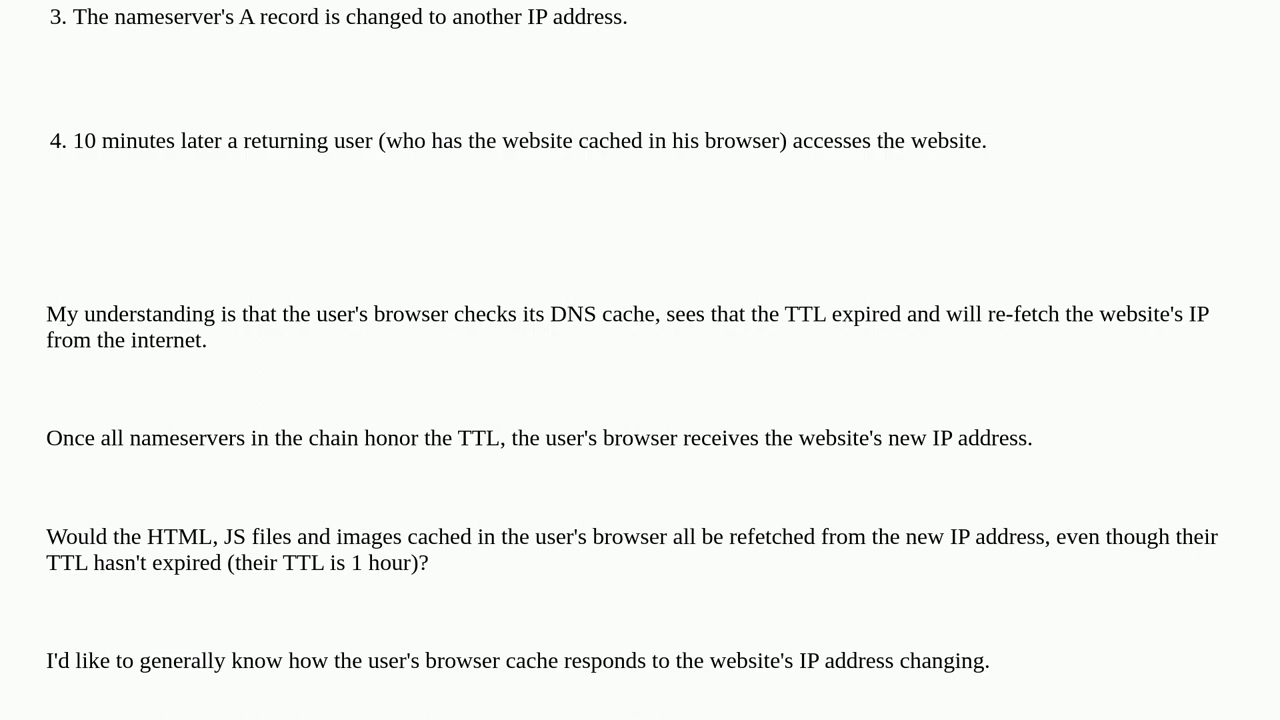 3. The nameserver's A record is changed to another IP address.
4. 10 minutes later a returning user (who has the website cached in his browser) accesses the website.
My understanding is that the user's browser checks its DNS cache, sees that the TTL expired and will re-fetch the website's IP
from the internet.
Once all nameservers in the chain honor the TTL, the user's browser receives the website's new IP address.
Would the HTML, JS files and images cached in the user's browser all be refetched from the new IP address, even though their
TTL hasn't expired (their TTL is 1 hour)?
I'd like to generally know how the user's browser cache responds to the website's IP address changing.